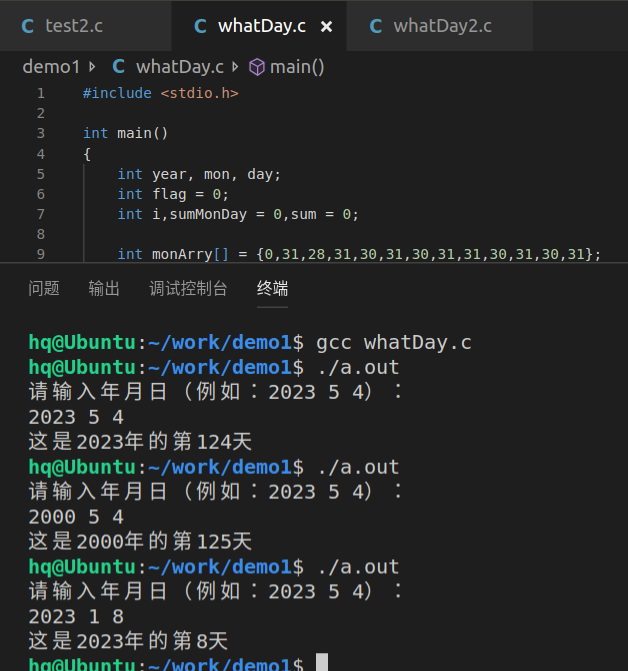 C test2.c C whatDay.c × C whatDay2.c
demo1 > C whatDay.c > main()
1 #include <stdio.h>
2
3 int main()
4 {
5 int year, mon, day;
6 int flag = 0;
7 int i,sumMonDay = 0,sum = 0;
8
9 int monArry[] = {0,31,28,31,30,31,30,31,31,30,31,30,31};
问题 输出 调试控制台 终端
hq@Ubuntu:~/work/demo1$ gcc whatDay.c
hq@Ubuntu:~/work/demo1$ ./a.out
请输入年月日（例如：2023 5 4）：
2023 5 4
这是2023年的第124天
hq@Ubuntu:~/work/demo1$ ./a.out
请输入年月日（例如：2023 5 4）：
2000 5 4
这是2000年的第125天
hq@Ubuntu:~/work/demo1$ ./a.out
请输入年月日（例如：2023 5 4）：
2023 1 8
这是2023年的第8天
hq@Ubuntu:~/work/demo1$